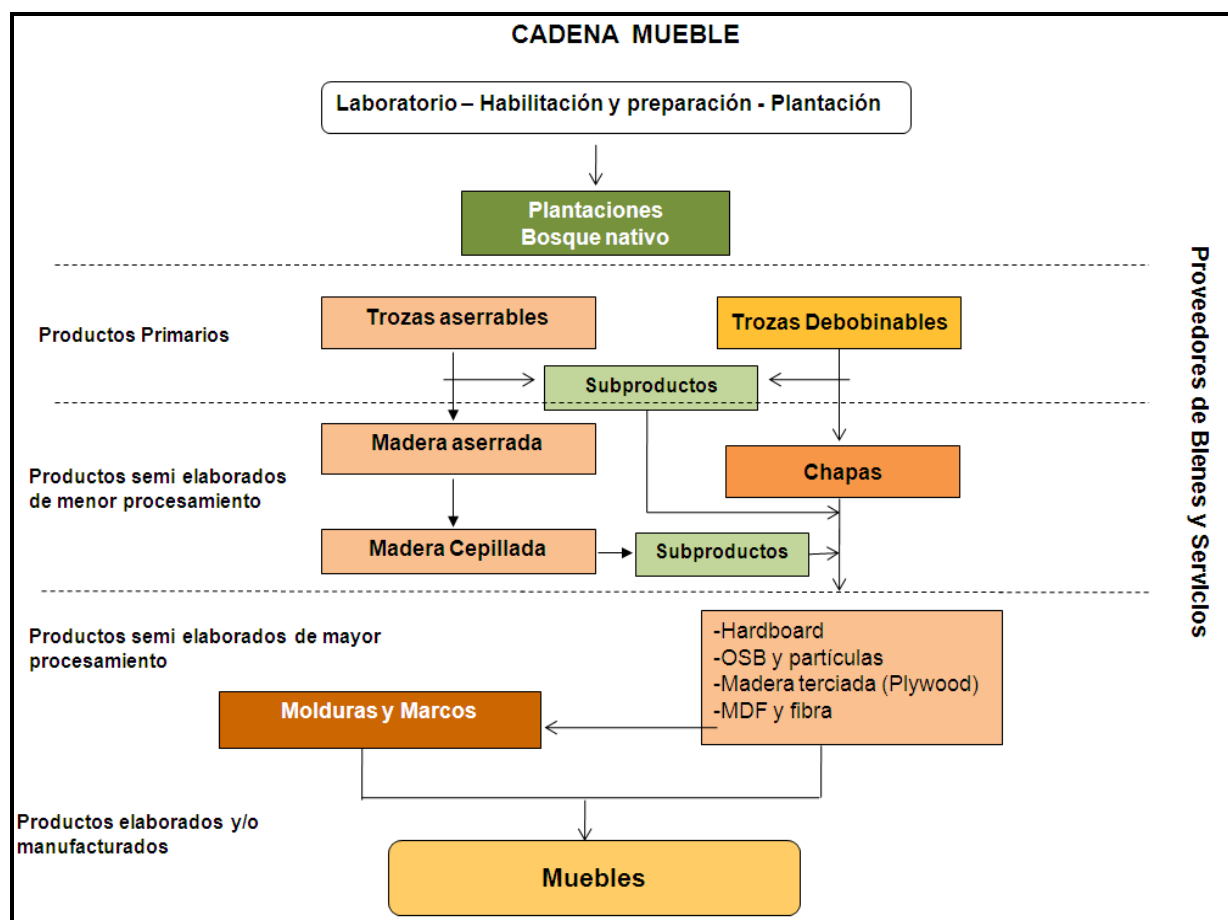 CADENA MUEBLE
Laboratorio – Habilitación y preparación - Plantación
Plantaciones
Bosque nativo
Productos Primarios
Trozas aserrables
Trozas Debobinables
Subproductos
Productos semi elaborados
de menor procesamiento
Madera aserrada
Chapas
Madera Cepillada
Subproductos
Productos semi elaborados de mayor
procesamiento
-Hardboard
-OSB y partículas
-Madera terciada (Plywood)
-MDF y fibra
Molduras y Marcos
Productos elaborados y/o
manufacturados
Muebles
Proveedores de Bienes y Servicios